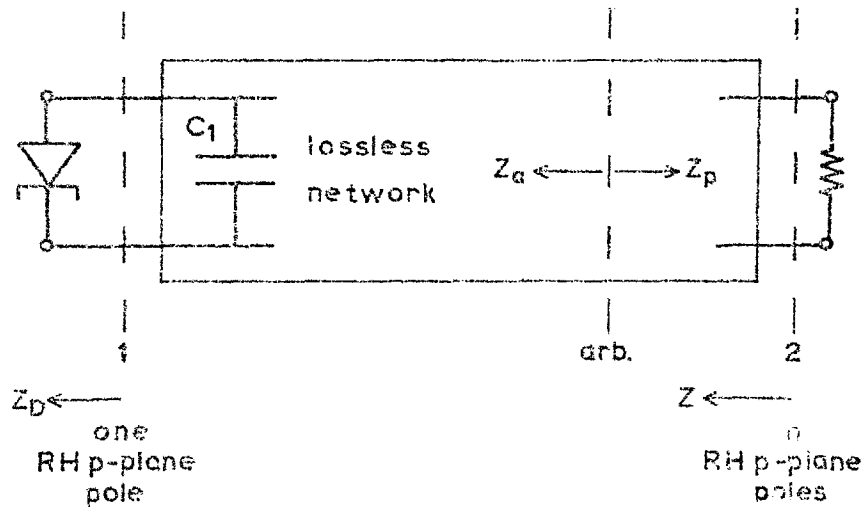 C1
lossless
network
Za
Zp
1
arb.
2
ZD
Z
one
RH p-plane
pole
n
RH p-plane
poles